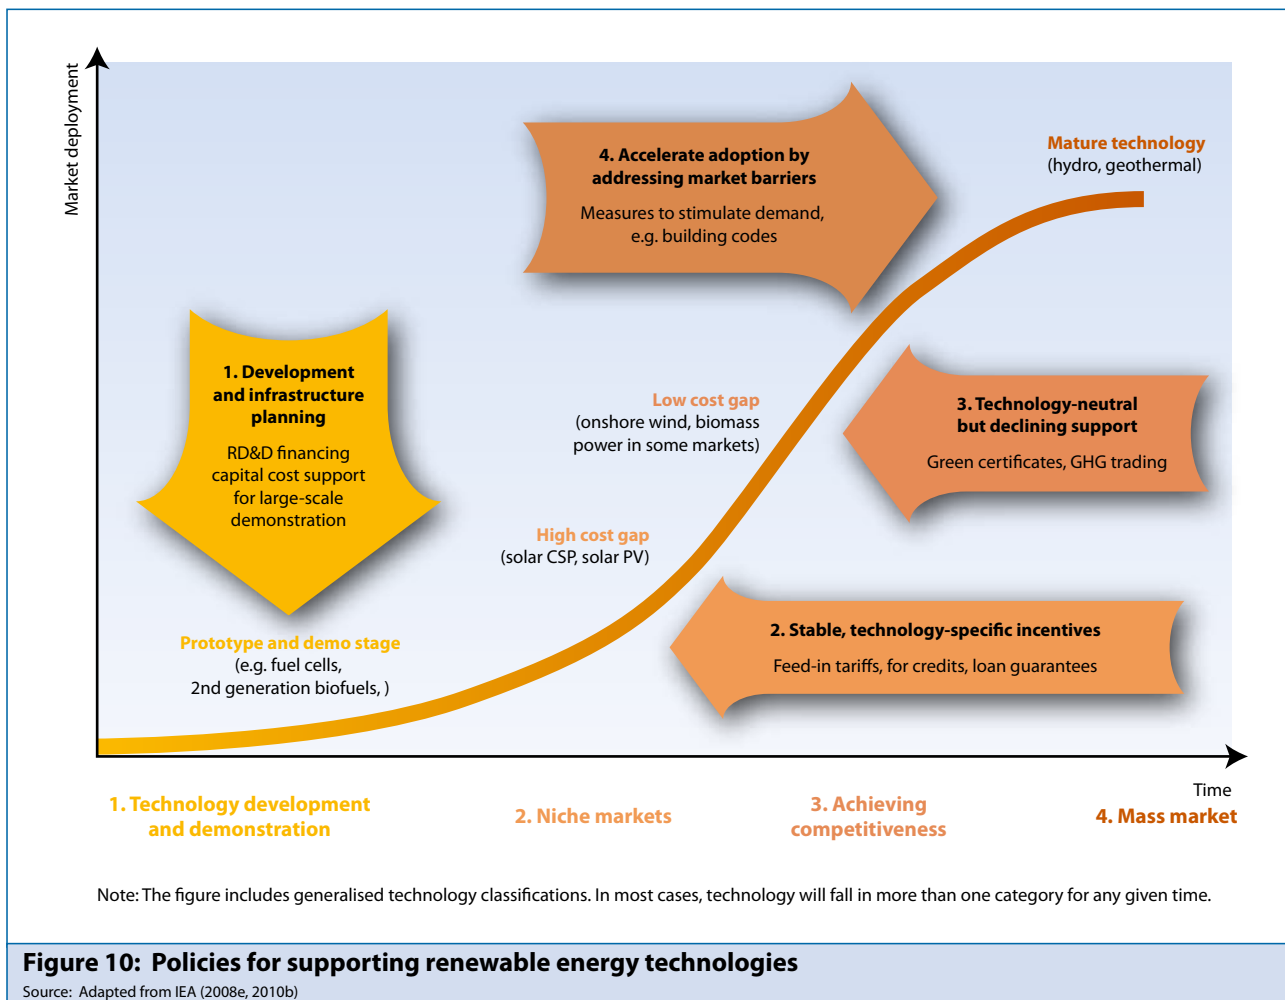 Market deployment
4. Accelerate adoption by
addressing market barriers
Measures to stimulate demand,
e.g. building codes
Mature technology
(hydro, geothermal)
1. Development
and infrastructure
planning
RD&D financing
capital cost support
for large-scale
demonstration
Low cost gap
(onshore wind, biomass
power in some markets)
3. Technology-neutral
but declining support
Green certificates, GHG trading
High cost gap
(solar CSP, solar PV)
2. Stable, technology-specific incentives
Feed-in tariffs, for credits, loan guarantees
Prototype and demo stage
(e.g. fuel cells,
2nd generation biofuels, )
Time
1. Technology development
and demonstration
2. Niche markets
3. Achieving
competitiveness
4. Mass market
Note: The figure includes generalised technology classifications. In most cases, technology will fall in more than one category for any given time.
Figure 10: Policies for supporting renewable energy technologies
Source: Adapted from IEA (2008e, 2010b)